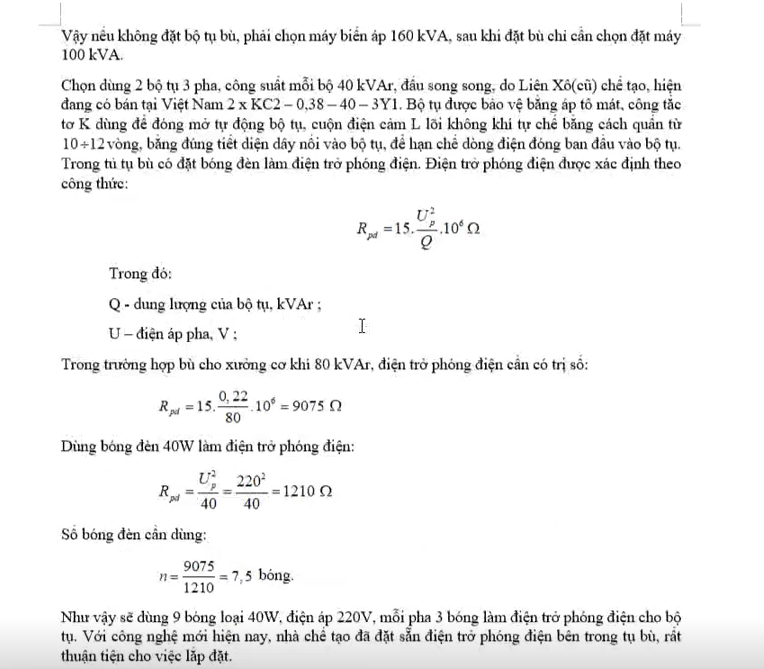 Vậy nếu không đặt bộ tụ bù, phải chọn máy biến áp 160 kVA, sau khi đặt bù chỉ cần chọn đặt máy
100 kVA.
Chọn dùng 2 bộ tụ 3 pha, công suất mỗi bộ 40 kVAr, đấu song song, do Liên Xô(cũ) chế tạo, hiện
đang có bán tại Việt Nam 2 x KC2 – 0,38 – 40 – 3Y1. Bộ tụ được bảo vệ bằng áp tô mát, công tắc
tơ K dùng để đóng mở tự động bộ tụ, cuộn điện cảm L lõi không khí tự chế bằng cách quấn từ
10÷12 vòng, bằng đúng tiết diện dây nối vào bộ tụ, để hạn chế dòng điện đóng ban đầu vào bộ tụ.
Trong tủ tụ bù có đặt bóng đèn làm điện trở phóng điện. Điện trở phóng điện được xác định theo
công thức:
R_pd = 15. U_p^2 / Q .10^6 Ω
Trong đó:
Q - dung lượng của bộ tụ, kVAr ;
U – điện áp pha, V ;
Trong trường hợp bù cho xưởng cơ khí 80 kVAr, điện trở phóng điện cần có trị số:
R_pd = 15. 0,22 / 80 .10^6 = 9075 Ω
Dùng bóng đèn 40W làm điện trở phóng điện:
R_pd = U_p^2 / 40 = 220^2 / 40 = 1210 Ω
Số bóng đèn cần dùng:
n = 9075 / 1210 = 7,5 bóng.
Như vậy sẽ dùng 9 bóng loại 40W, điện áp 220V, mỗi pha 3 bóng làm điện trở phóng điện cho bộ
tụ. Với công nghệ mới hiện nay, nhà chế tạo đã đặt sẵn điện trở phóng điện bên trong tụ bù, rất
thuận tiện cho việc lắp đặt.